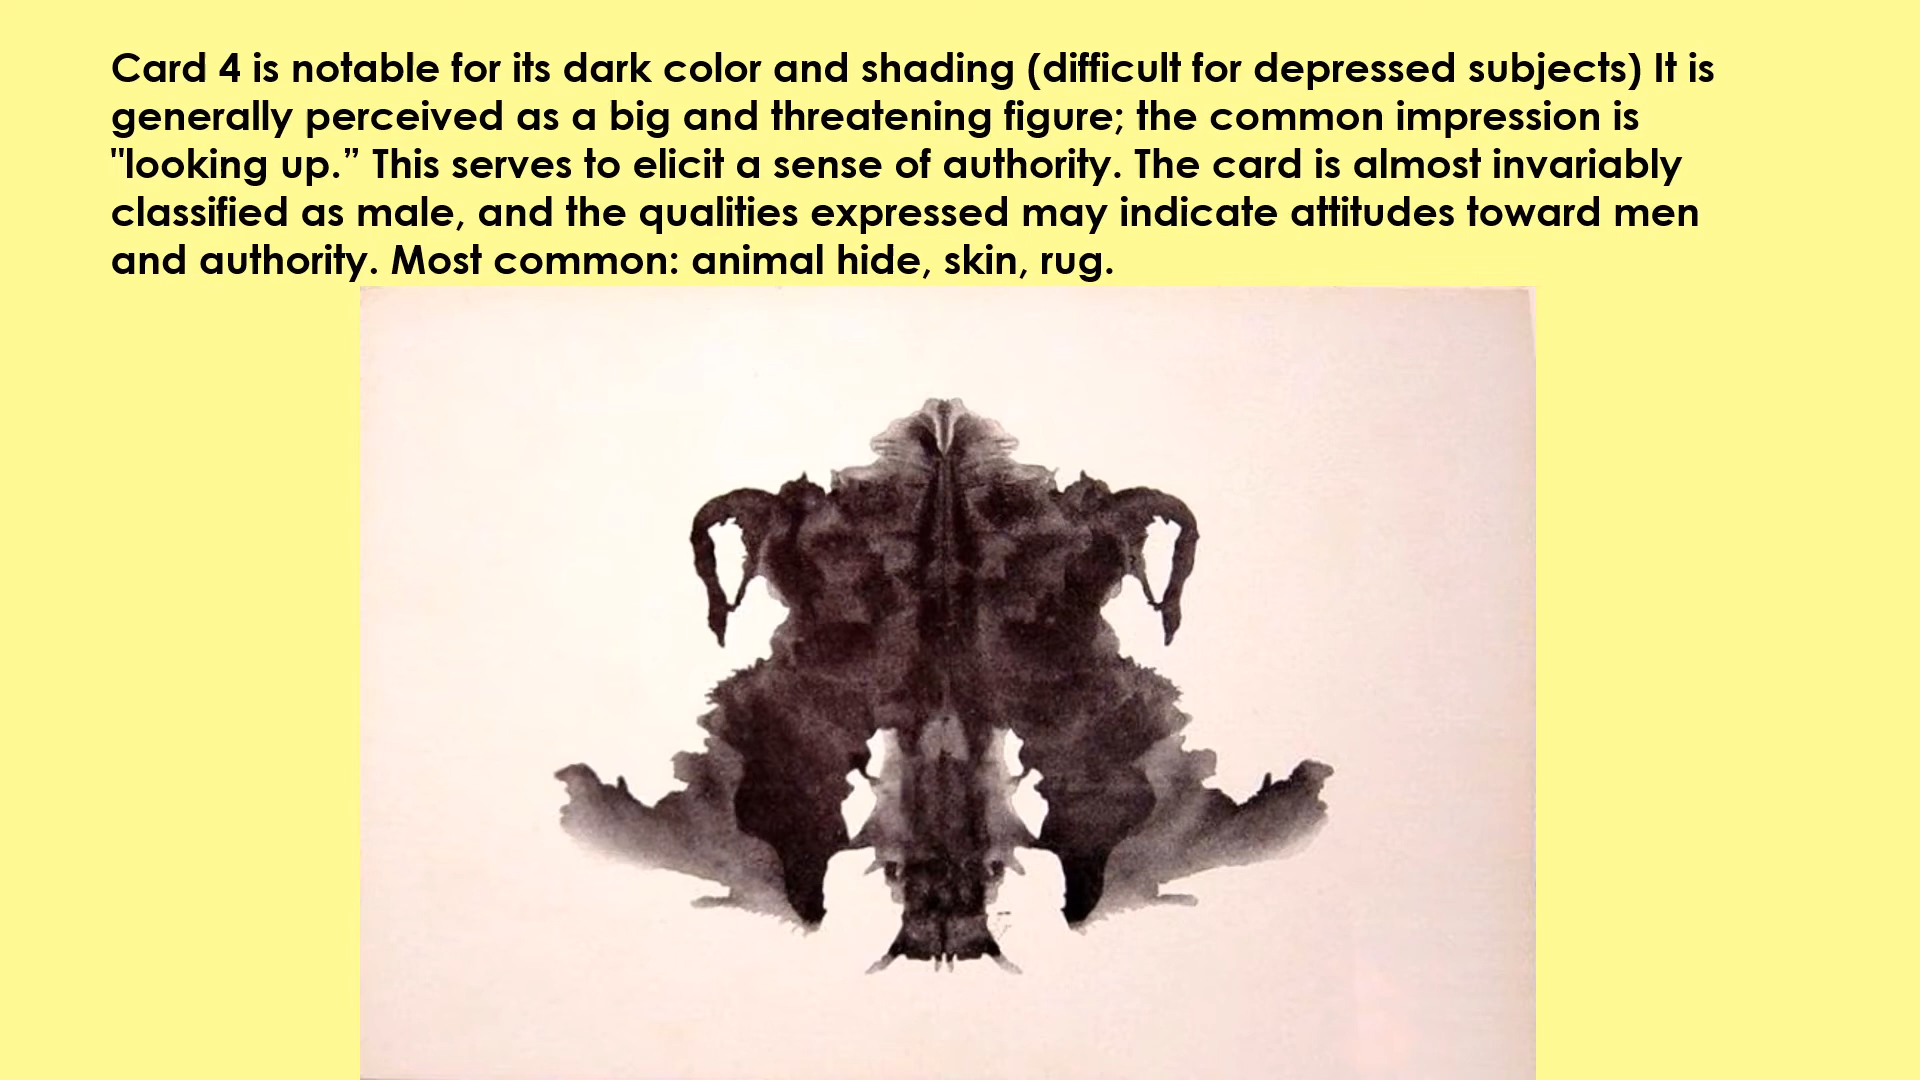 Card 4 is notable for its dark color and shading (difficult for depressed subjects) It is
generally perceived as a big and threatening figure; the common impression is
"looking up.” This serves to elicit a sense of authority. The card is almost invariably
classified as male, and the qualities expressed may indicate attitudes toward men
and authority. Most common: animal hide, skin, rug.